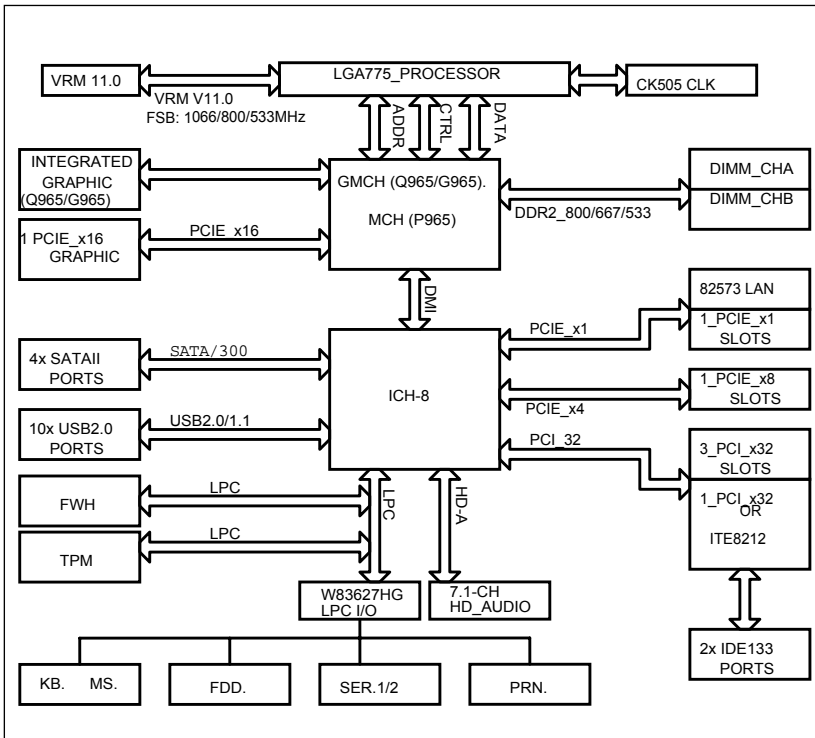 VRM 11.0
LGA775_PROCESSOR
CK505 CLK
VRM V11.0
FSB: 1066/800/533MHz
ADDR
CTRL
DATA
INTEGRATED
GRAPHIC
(Q965/G965)
GMCH (Q965/G965).
MCH (P965)
DIMM_CHA
DIMM_CHB
DDR2_800/667/533
1 PCIE_x16
GRAPHIC
PCIE_x16
DMI
82573 LAN
1_PCIE_x1
SLOTS
PCIE_x1
4x SATAII
PORTS
SATA/300
ICH-8
1_PCIE_x8
SLOTS
PCIE_x4
10x USB2.0
PORTS
USB2.0/1.1
PCI_32
3_PCI_x32
SLOTS
1_PCI_x32
OR
ITE8212
FWH
LPC
TPM
LPC
LPC
HD-A
W83627HG
LPC I/O
7.1-CH
HD_AUDIO
2x IDE133
PORTS
KB. MS.
FDD.
SER.1/2
PRN.